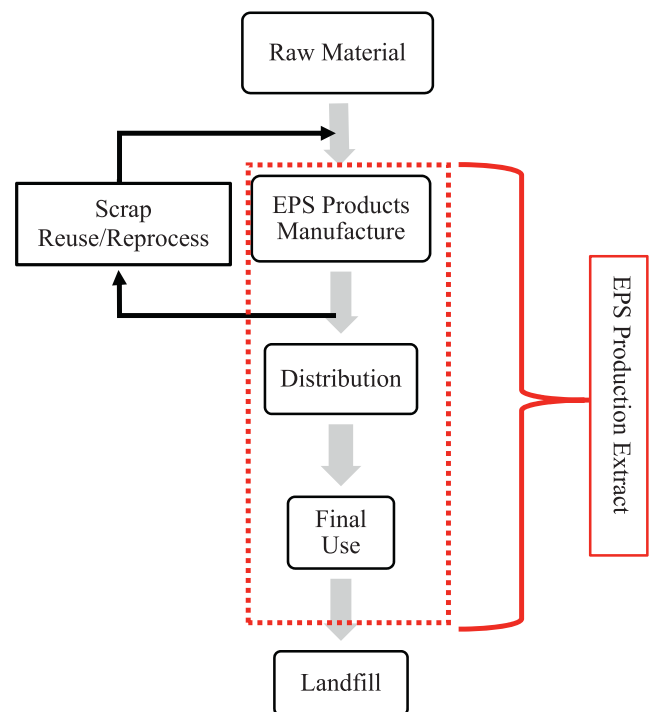 Raw Material
Scrap
Reuse/Reprocess
EPS Products
Manufacture
EPS Production Extract
Distribution
Final
Use
Landfill